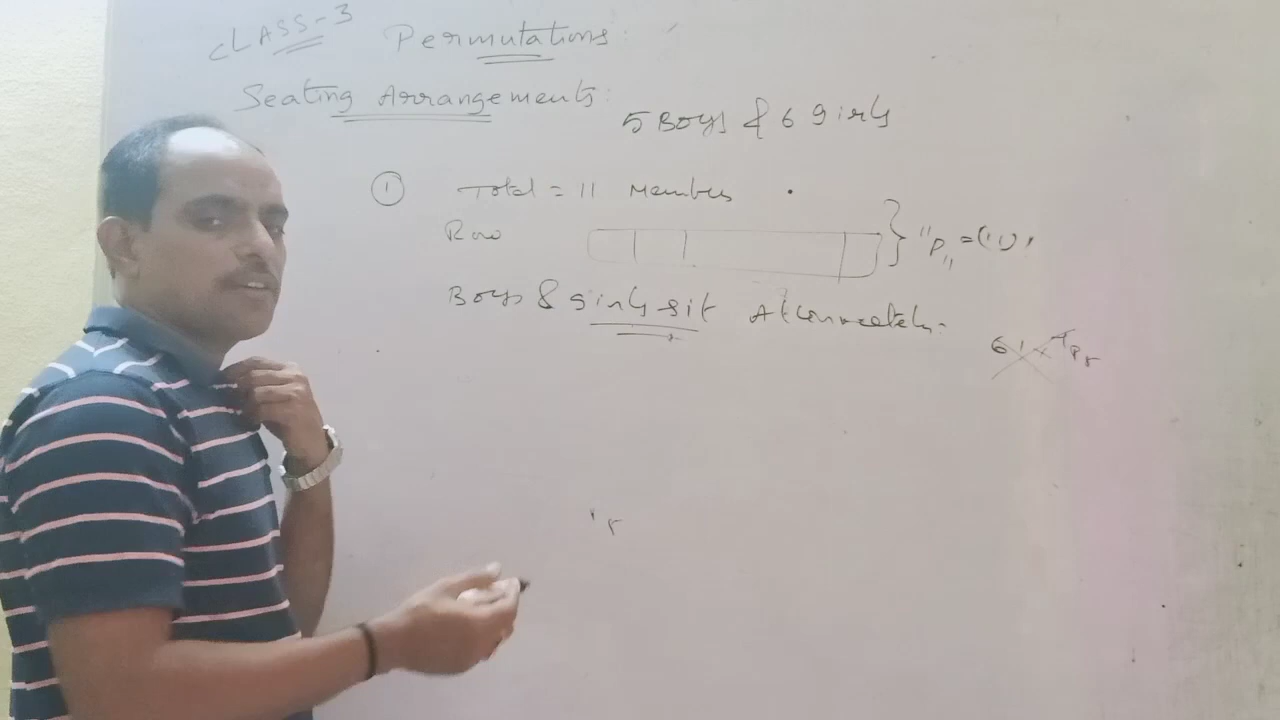 CLASS-3 Permutations:
Seating Arrangements:
5 Boys & 6 Girls
① Total = 11 Members
Row } ¹¹P₁₁ = (11)!
Boys & Girls sit Alternately:
6! × ⁷P₅